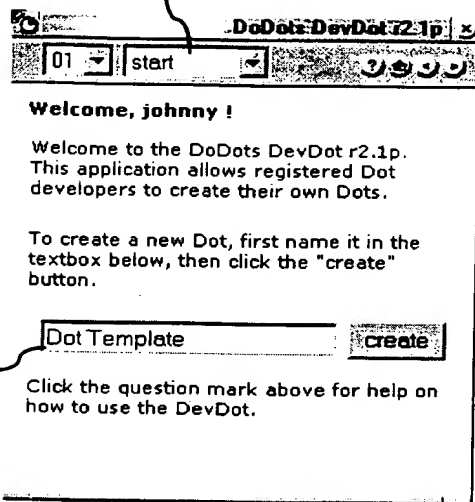 DoDots DevDot r2.1p
01 start
Welcome, johnny !
Welcome to the DoDots DevDot r2.1p.
This application allows registered Dot
developers to create their own Dots.
To create a new Dot, first name it in the
textbox below, then click the "create"
button.
Dot Template create
Click the question mark above for help on
how to use the DevDot.